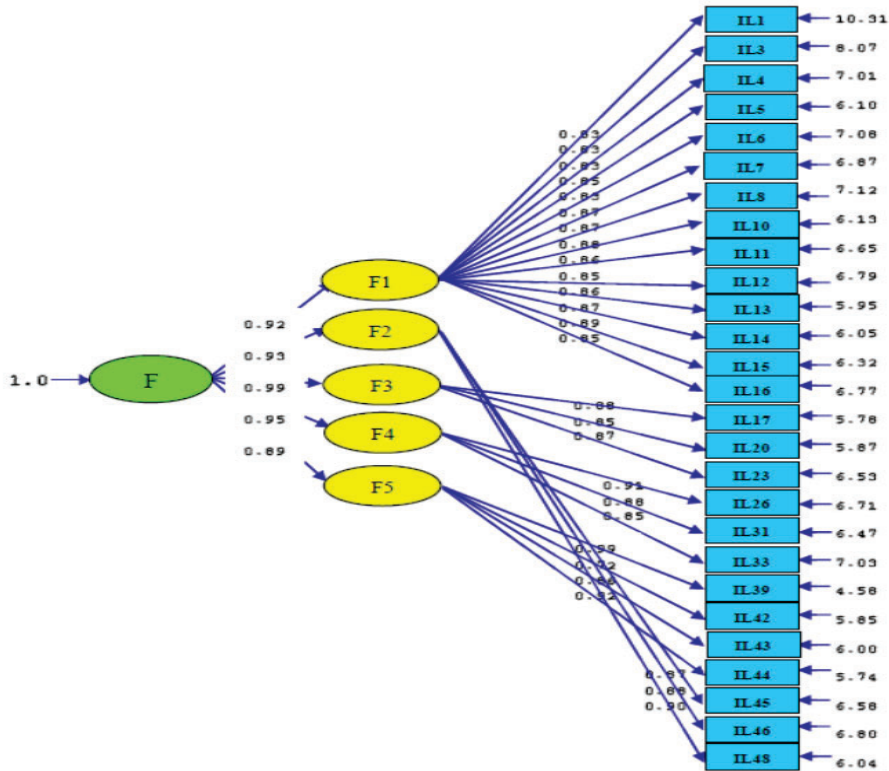 1.0
F
0.92
0.93
0.99
0.95
0.89
F1
F2
F3
F4
F5
0.83
0.83
0.83
0.85
0.83
0.87
0.87
0.88
0.86
0.85
0.86
0.87
0.89
0.85
0.88
0.85
0.87
0.91
0.88
0.85
0.92
0.87
0.88
0.90
IL1 10.31
IL3 8.07
IL4 7.01
IL5 6.10
IL6 7.08
IL7 6.87
IL8 7.12
IL10 6.13
IL11 6.65
IL12 6.79
IL13 5.95
IL14 6.05
IL15 6.32
IL16 6.77
IL17 5.78
IL20 5.87
IL23 6.53
IL26 6.71
IL31 6.47
IL33 7.03
IL39 4.58
IL42 5.85
IL43 6.00
IL44 5.74
IL45 6.58
IL46 6.80
IL48 6.04